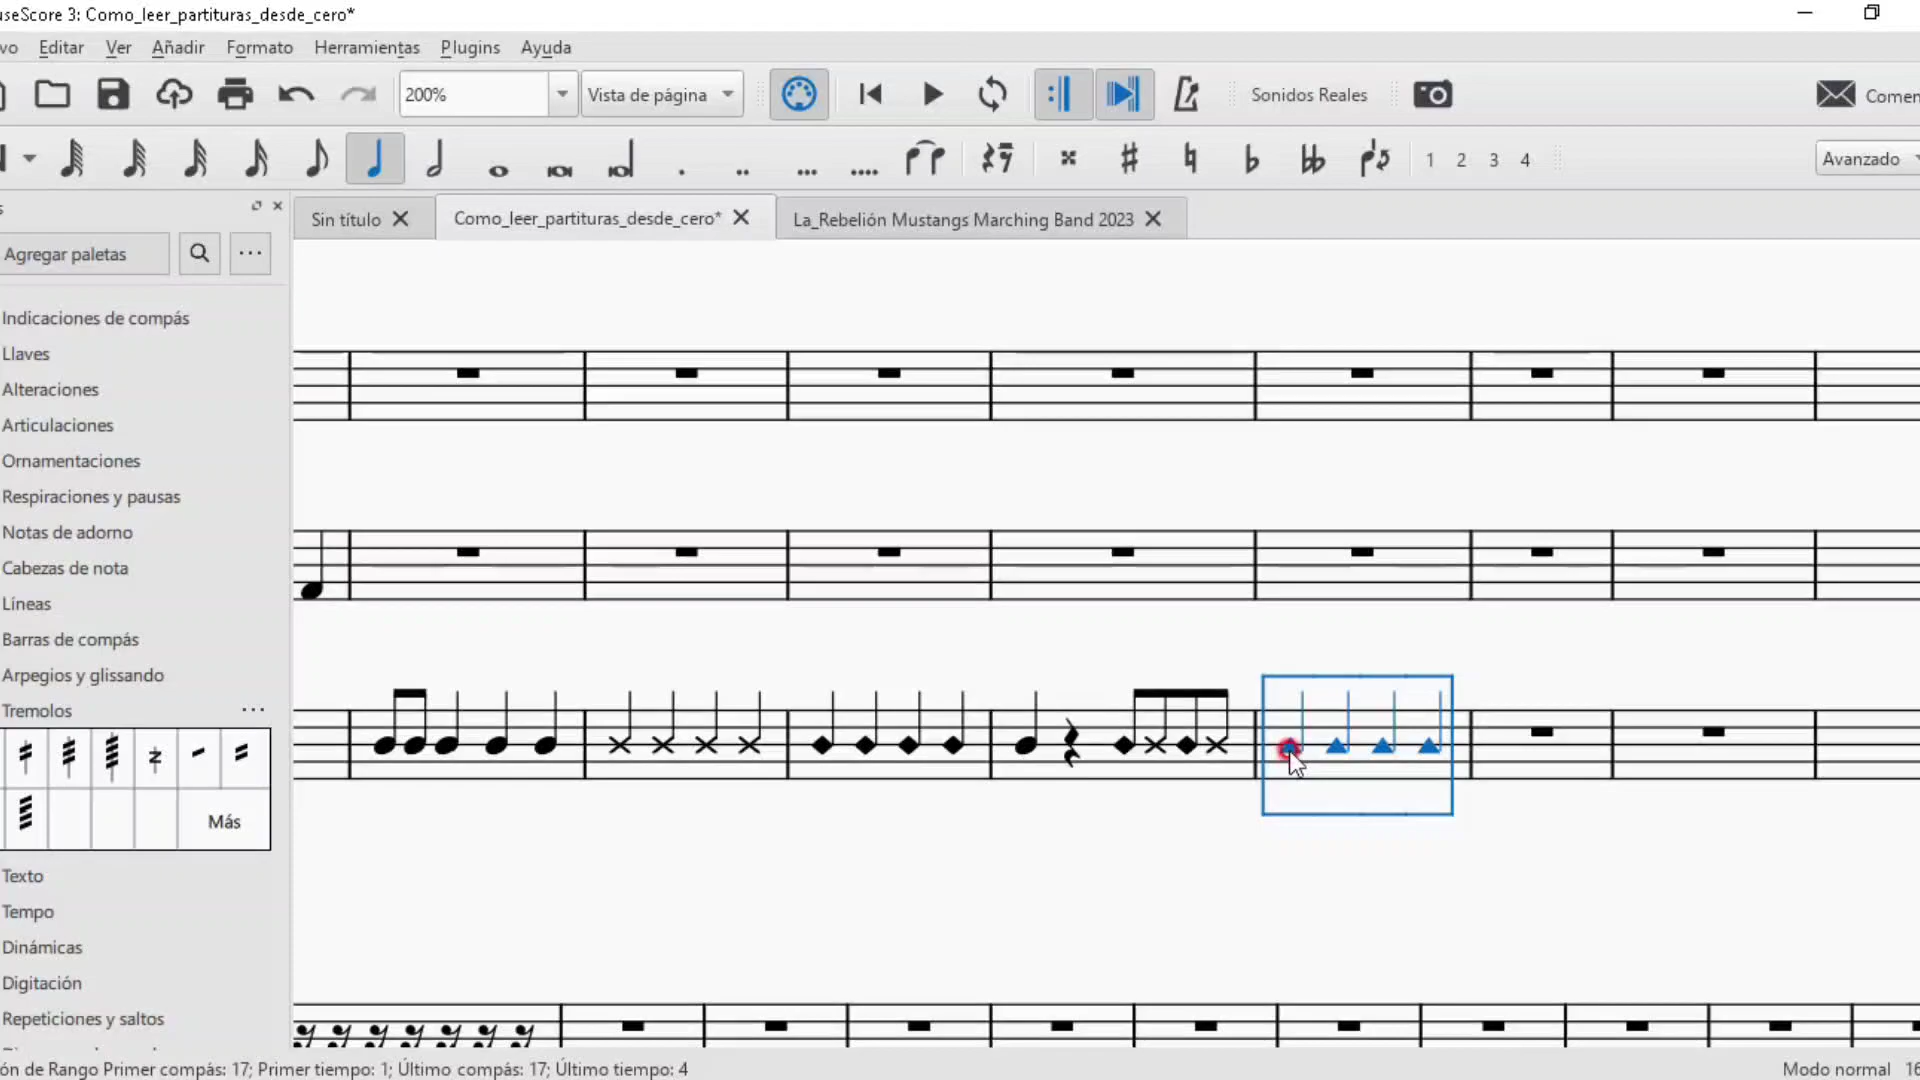 useScore 3: Como_leer_partituras_desde_cero*
vo Editar Ver Añadir Formato Herramientas Plugins Ayuda
200% Vista de página Sonidos Reales Comen
1 2 3 4 Avanzado
s
Sin título Como_leer_partituras_desde_cero* La_Rebelión Mustangs Marching Band 2023
Agregar paletas
Indicaciones de compás
Llaves
Alteraciones
Articulaciones
Ornamentaciones
Respiraciones y pausas
Notas de adorno
Cabezas de nota
Líneas
Barras de compás
Arpegios y glissando
Tremolos
Más
Texto
Tempo
Dinámicas
Digitación
Repeticiones y saltos
ón de Rango Primer compás: 17; Primer tiempo: 1; Último compás: 17; Último tiempo: 4
Modo normal 16